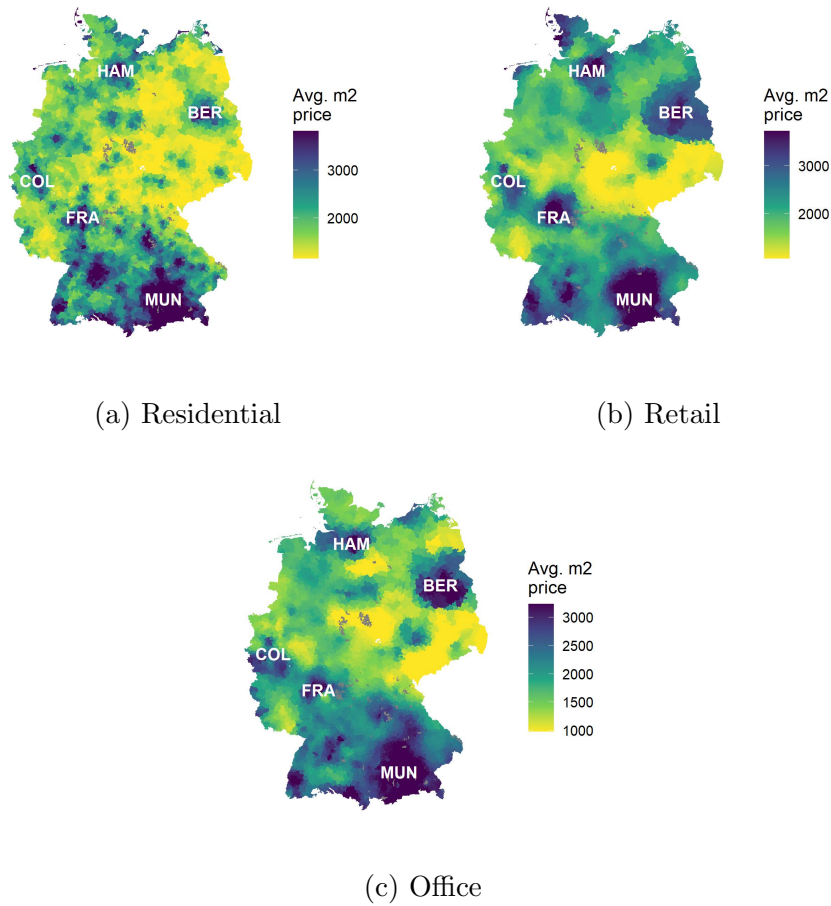 HAM
BER
COL
FRA
MUN
Avg. m2
price
3000
2000
(a) Residential
HAM
BER
COL
FRA
MUN
Avg. m2
price
3000
2000
(b) Retail
HAM
BER
COL
FRA
MUN
Avg. m2
price
3000
2500
2000
1500
1000
(c) Office